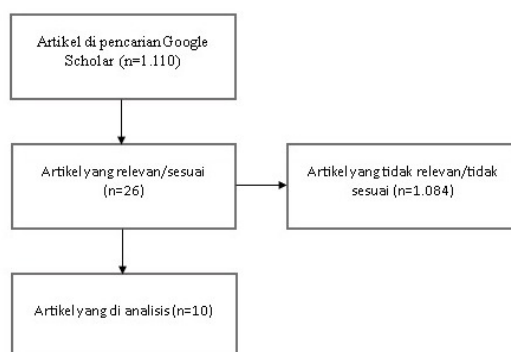 Artikel di pencarian Google
Scholar (n=1.110)
Artikel yang relevan/sesuai
(n=26)
Artikel yang tidak relevan/tidak
sesuai (n=1.084)
Artikel yang di analisis (n=10)